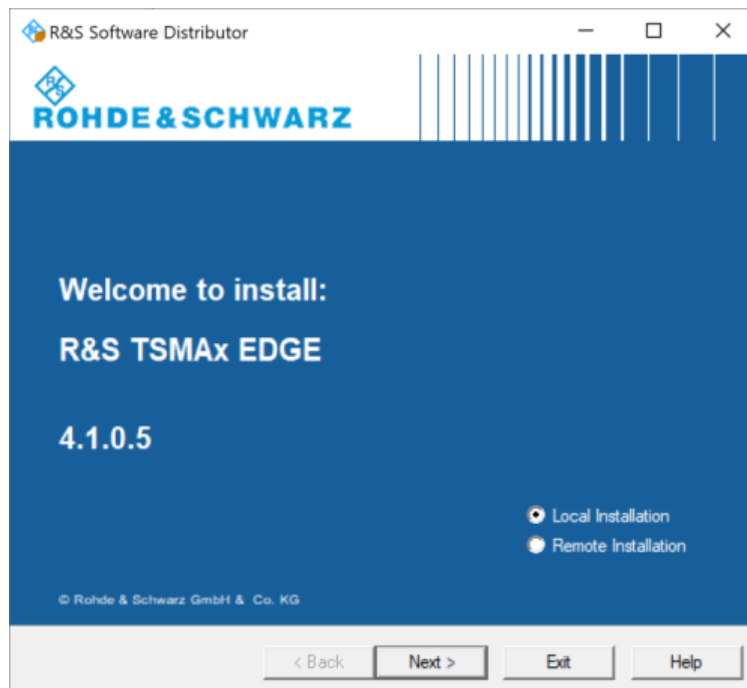 R&S Software Distributor
R&S
ROHDE&SCHWARZ
Welcome to install:
R&S TSMAx EDGE
4.1.0.5
Local Installation
Remote Installation
© Rohde & Schwarz GmbH & Co. KG
< Back Next > Exit Help